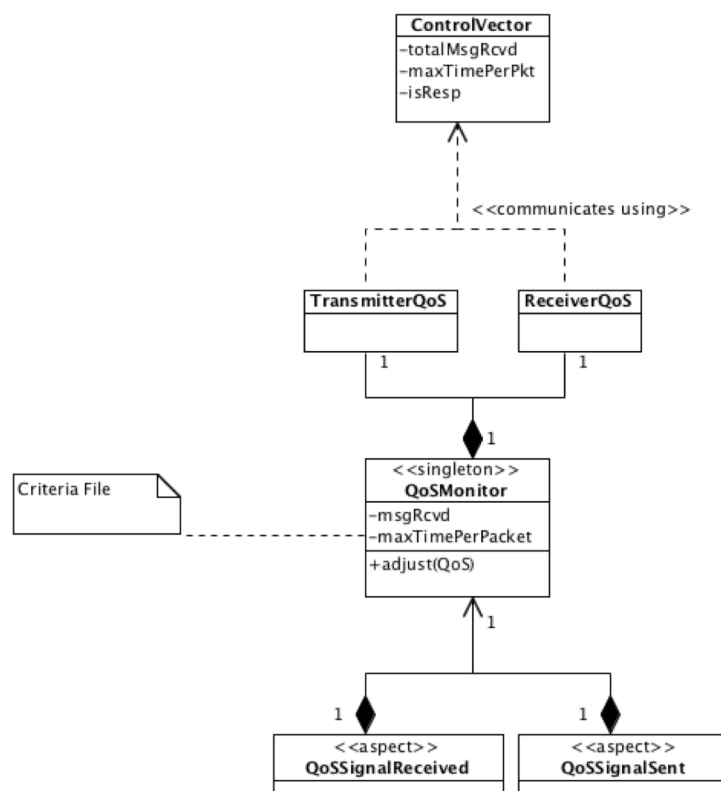 ControlVector
-totalMsgRcvd
-maxTimePerPkt
-isResp
<<communicates using>>
TransmitterQoS
ReceiverQoS
1
1
1
<<singleton>>
QoSMonitor
-msgRcvd
-maxTimePerPacket
+adjust(QoS)
Criteria File
1
1
1
<<aspect>>
QoSSignalReceived
<<aspect>>
QoSSignalSent